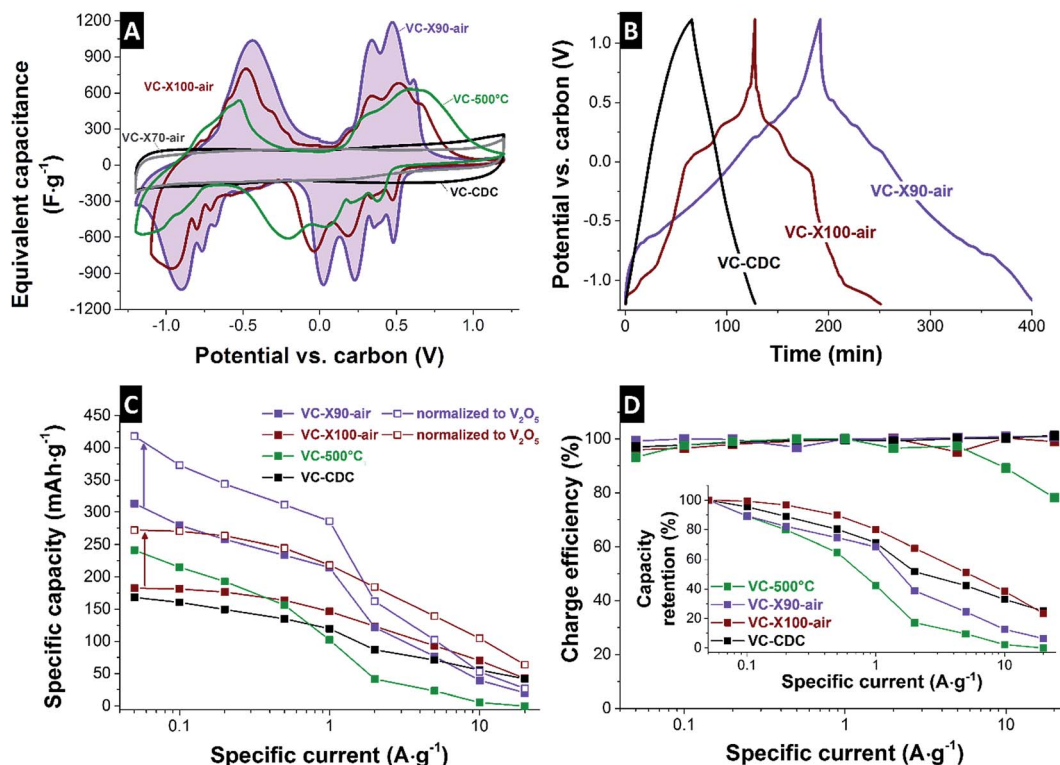 A
1200
900
600
300
0
-300
-600
-900
-1200
-1.0
-0.5
0.0
0.5
1.0
Equivalent capacitance
(F·g⁻¹)
Potential vs. carbon (V)
VC-X90-air
VC-X100-air
VC-500°C
VC-X70-air
VC-CDC
B
1.0
0.5
0.0
-0.5
-1.0
0
100
200
300
400
Potential vs. carbon (V)
Time (min)
VC-X90-air
VC-X100-air
VC-CDC
C
450
400
350
300
250
200
150
100
50
0
0.1
1
10
Specific capacity (mAh·g⁻¹)
Specific current (A·g⁻¹)
VC-X90-air normalized to V₂O₅
VC-X100-air normalized to V₂O₅
VC-500°C
VC-CDC
D
100
80
60
40
20
0
0.1
1
10
Charge efficiency (%)
Specific current (A·g⁻¹)
100
80
60
40
20
0
0.1
1
10
Capacity
retention (%)
Specific current (A·g⁻¹)
VC-500°C
VC-X90-air
VC-X100-air
VC-CDC